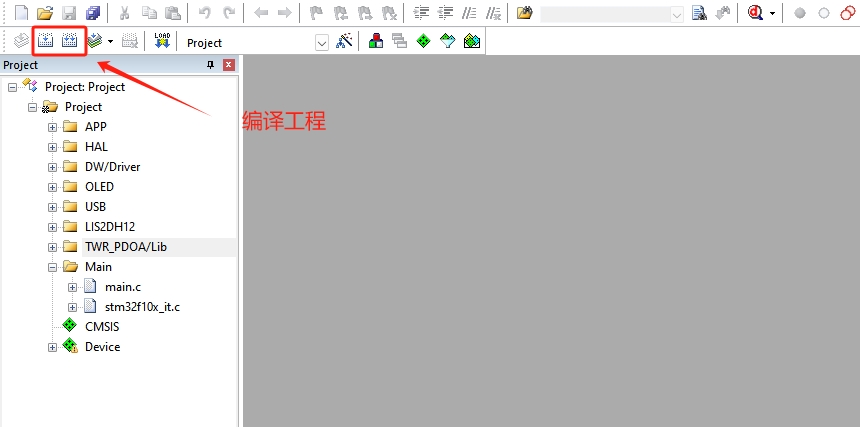 LOAD
Project
Project
编译工程
Project: Project
Project
APP
HAL
DW/Driver
OLED
USB
LIS2DH12
TWR_PDOA/Lib
Main
main.c
stm32f10x_it.c
CMSIS
Device